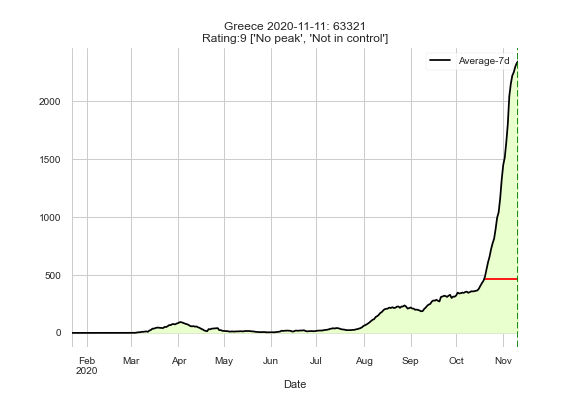 Greece 2020-11-11: 63321
Rating:9 ['No peak', 'Not in control']
Average-7d
2000
1500
1000
500
0
Feb Mar Apr May Jun Jul Aug Sep Oct Nov
2020
Date